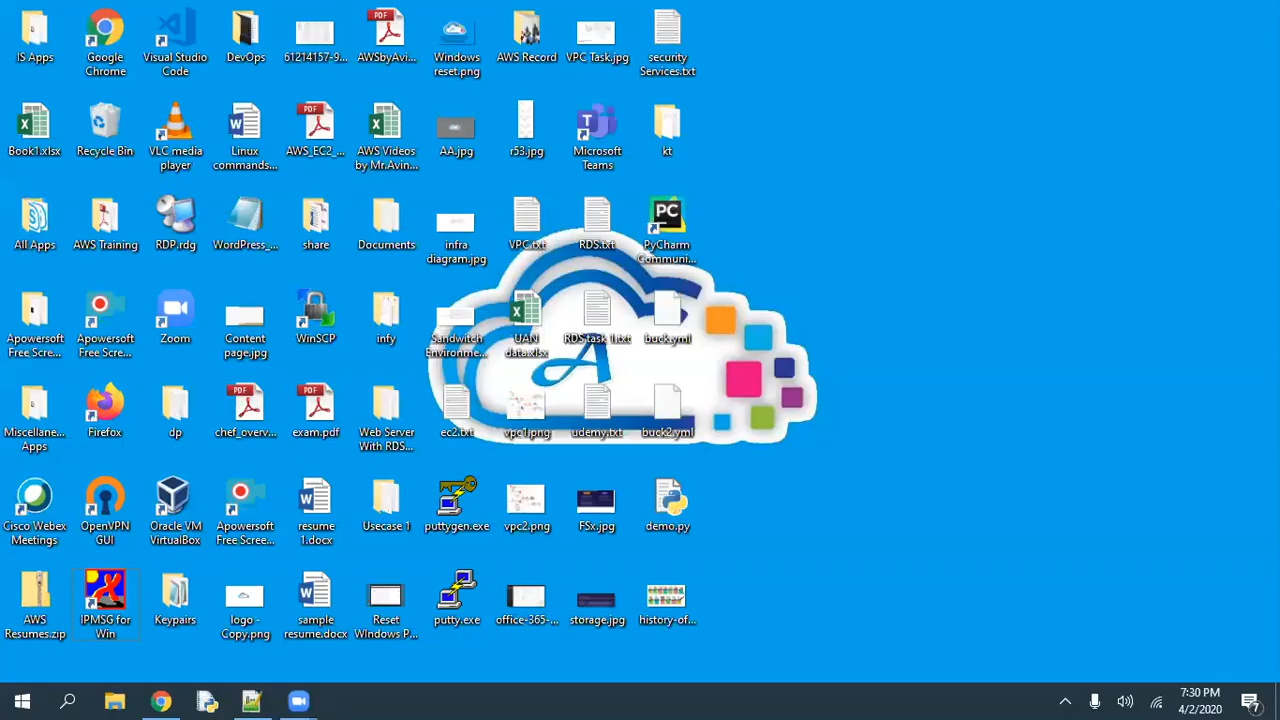 IS Apps
Google
Chrome
Visual Studio
Code
DevOps
61214157-9...
AWSbyAvi...
Windows
reset.png
AWS Record
VPC Task.jpg
security
Services.txt
Book1.xlsx
Recycle Bin
VLC media
player
Linux
commands...
AWS_EC2_...
AWS Videos
by Mr.Avin...
AA.jpg
r53.jpg
Microsoft
Teams
kt
All Apps
AWS Training
RDP.rdg
WordPress_...
share
Documents
infra
diagram.jpg
VPC.txt
RDS.txt
PyCharm
Communi...
Apowersoft
Free Scre...
Apowersoft
Free Scre...
Zoom
Content
page.jpg
WinSCP
infy
Sandwitch
Environme...
UAN
data.xlsx
RDS task 1.txt
buck.yml
Miscellane...
Apps
Firefox
dp
chef_overv...
exam.pdf
Web Server
With RDS...
ec2.txt
vpc1.png
udemy.txt
buck2.yml
Cisco Webex
Meetings
OpenVPN
GUI
Oracle VM
VirtualBox
Apowersoft
Free Scree...
resume
1.docx
Usecase 1
puttygen.exe
vpc2.png
FSx.jpg
demo.py
AWS
Resumes.zip
IPMSG for
Win
Keypairs
logo -
Copy.png
sample
resume.docx
Reset
WIndows P...
putty.exe
office-365-...
storage.jpg
history-of...
7:30 PM
4/2/2020
7